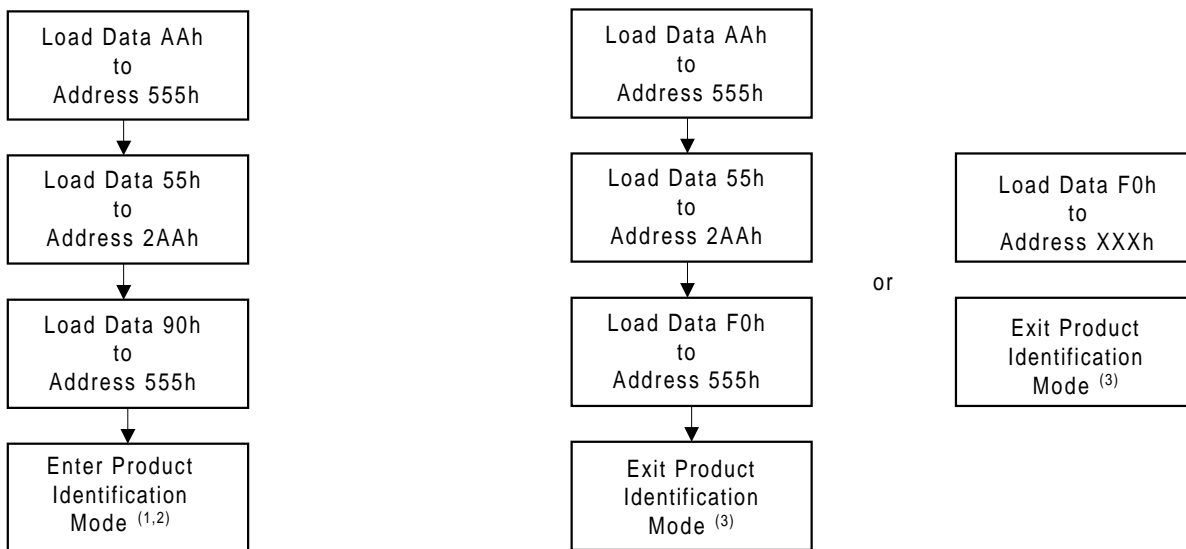 Load Data AAh
to
Address 555h
Load Data 55h
to
Address 2AAh
Load Data 90h
to
Address 555h
Enter Product
Identification
Mode (1,2)
Load Data AAh
to
Address 555h
Load Data 55h
to
Address 2AAh
Load Data F0h
to
Address 555h
Exit Product
Identification
Mode (3)
or
Load Data F0h
to
Address XXXh
Exit Product
Identification
Mode (3)